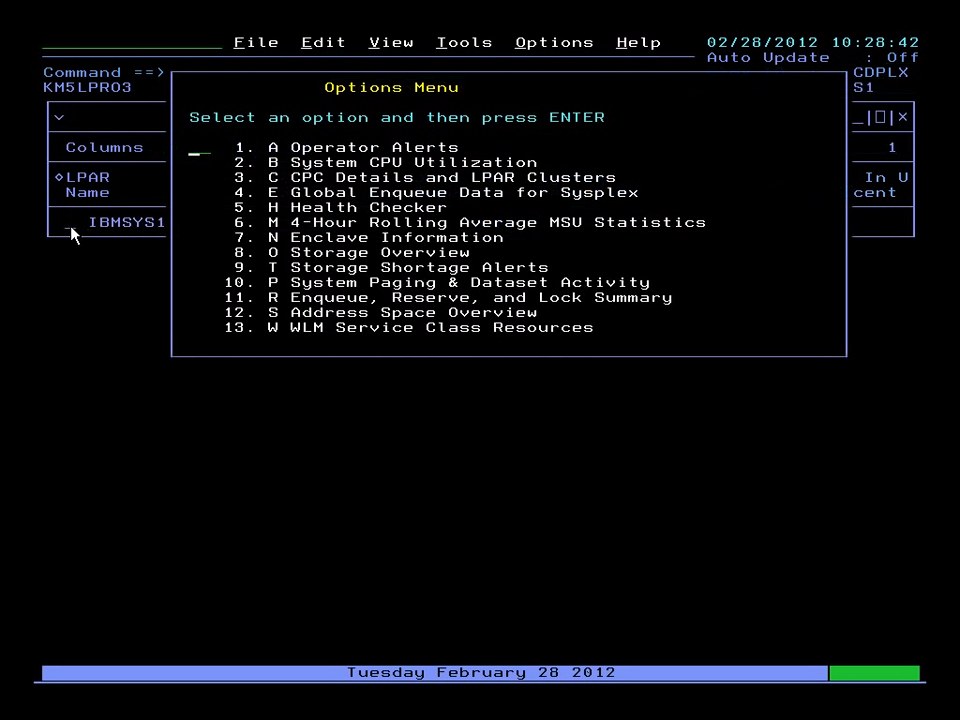 File Edit View Tools Options Help 02/28/2012 10:28:42
Auto Update : Off
Command ==> CDPLX
KM5LPRO3 S1
Options Menu
Select an option and then press ENTER
_|□|×
Columns 1
1. A Operator Alerts
2. B System CPU Utilization
◊LPAR In U
3. C CPC Details and LPAR Clusters
Name cent
4. E Global Enqueue Data for Sysplex
5. H Health Checker
_ IBMSYS1
6. M 4-Hour Rolling Average MSU Statistics
7. N Enclave Information
8. O Storage Overview
9. T Storage Shortage Alerts
10. P System Paging & Dataset Activity
11. R Enqueue, Reserve, and Lock Summary
12. S Address Space Overview
13. W WLM Service Class Resources
Tuesday February 28 2012